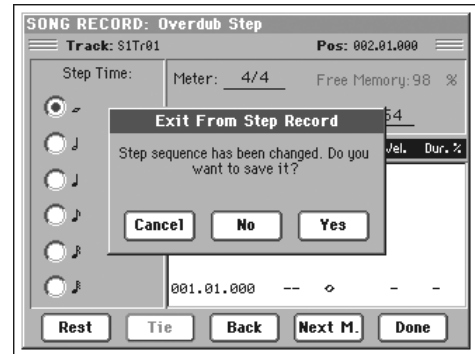 SONG RECORD: Overdub Step
Track: S1Tr01 Pos: 002.01.000
Step Time:
Meter: 4/4 Free Memory: 98 %
Exit From Step Record
Step sequence has been changed. Do you
want to save it?
Vel. Dur.%
Cancel No Yes
001.01.000 -- - -
Rest Tie Back Next M. Done